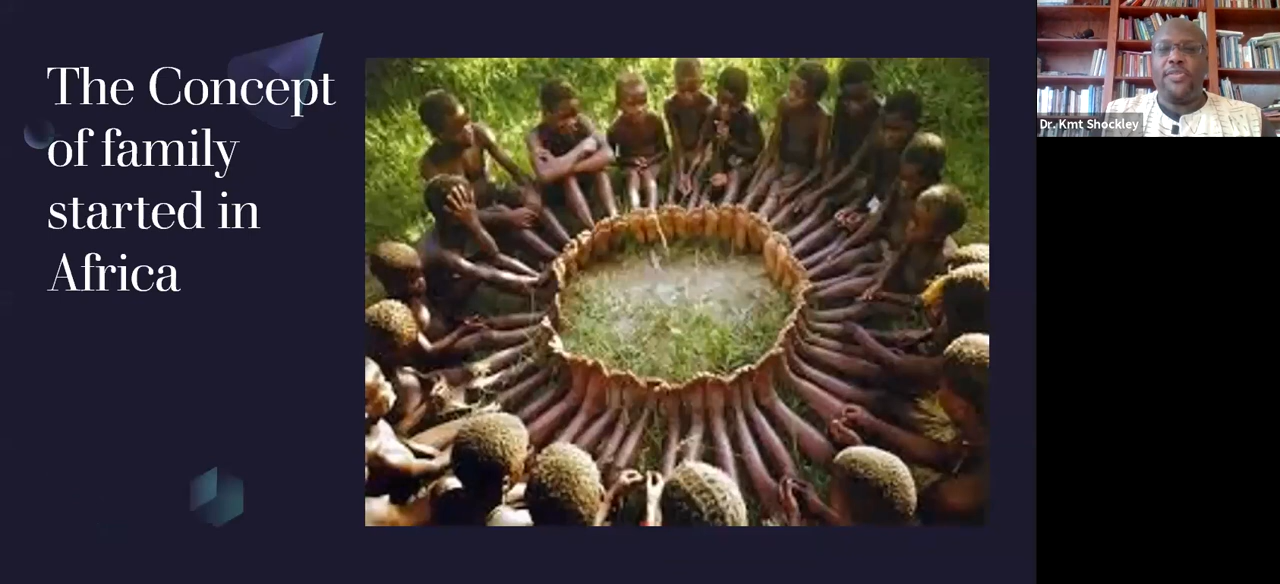 The Concept
of family
started in
Africa
Dr. Kmt Shockley